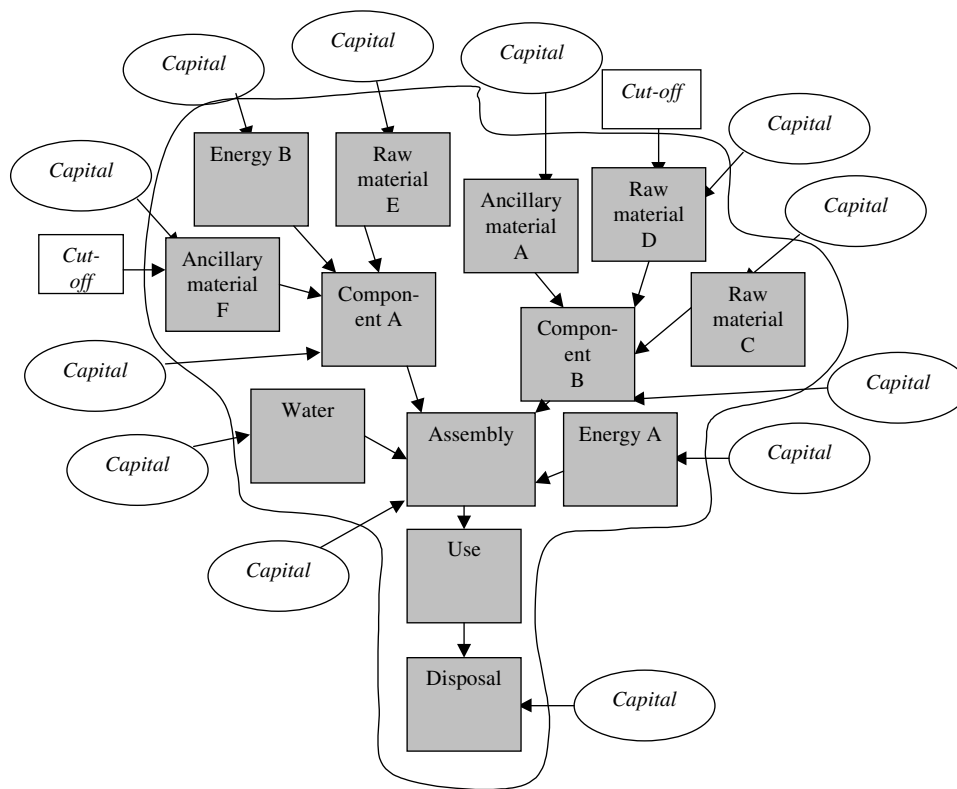 Capital
Capital
Capital
Cut-off
Capital
Energy B
Raw
material
E
Capital
Ancillary
material
A
Raw
material
D
Capital
Cut-
off
Ancillary
material
F
Compon-
ent A
Raw
material
C
Compon-
ent
B
Capital
Capital
Water
Assembly
Energy A
Capital
Capital
Capital
Use
Disposal
Capital